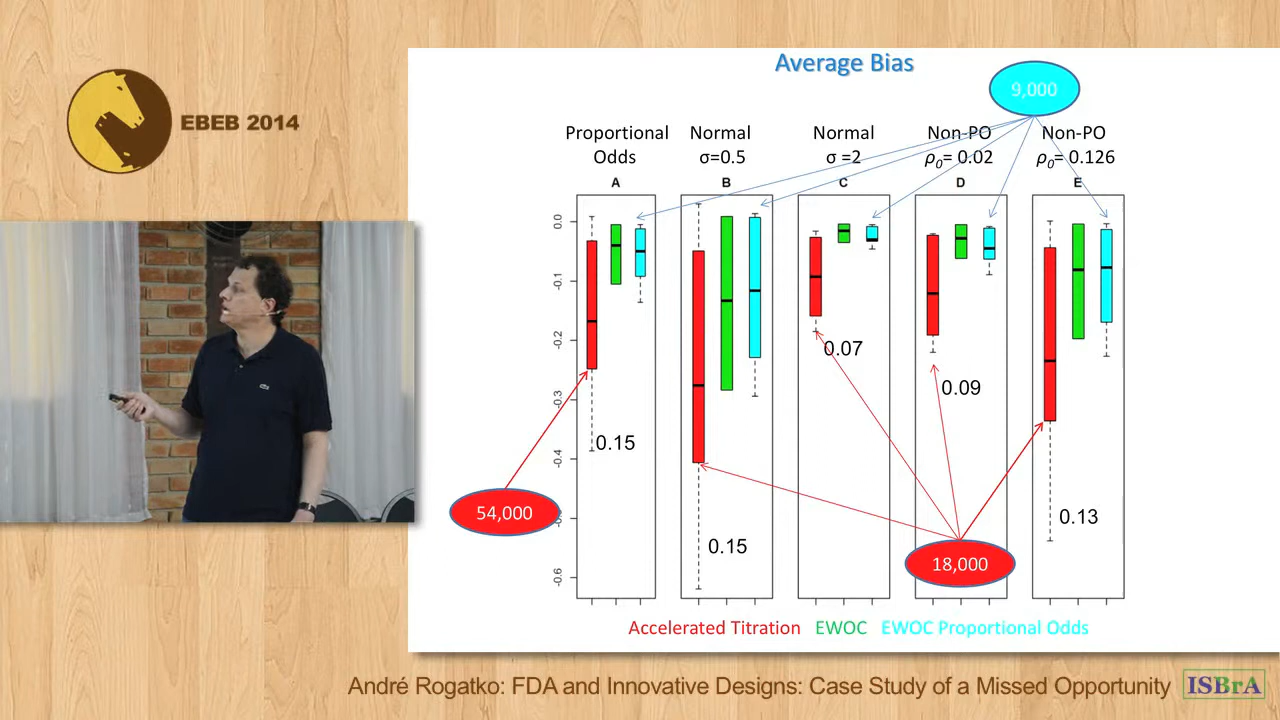 EBEB 2014
Average Bias
9,000
Proportional Odds
Normal σ=0.5
Normal σ =2
Non-PO ρ0= 0.02
Non-PO ρ0= 0.126
A
B
C
D
E
0.0
-0.1
-0.2
-0.3
-0.4
-0.6
0.15
0.15
0.07
0.09
0.13
54,000
18,000
Accelerated Titration EWOC EWOC Proportional Odds
André Rogatko: FDA and Innovative Designs: Case Study of a Missed Opportunity
ISBrA